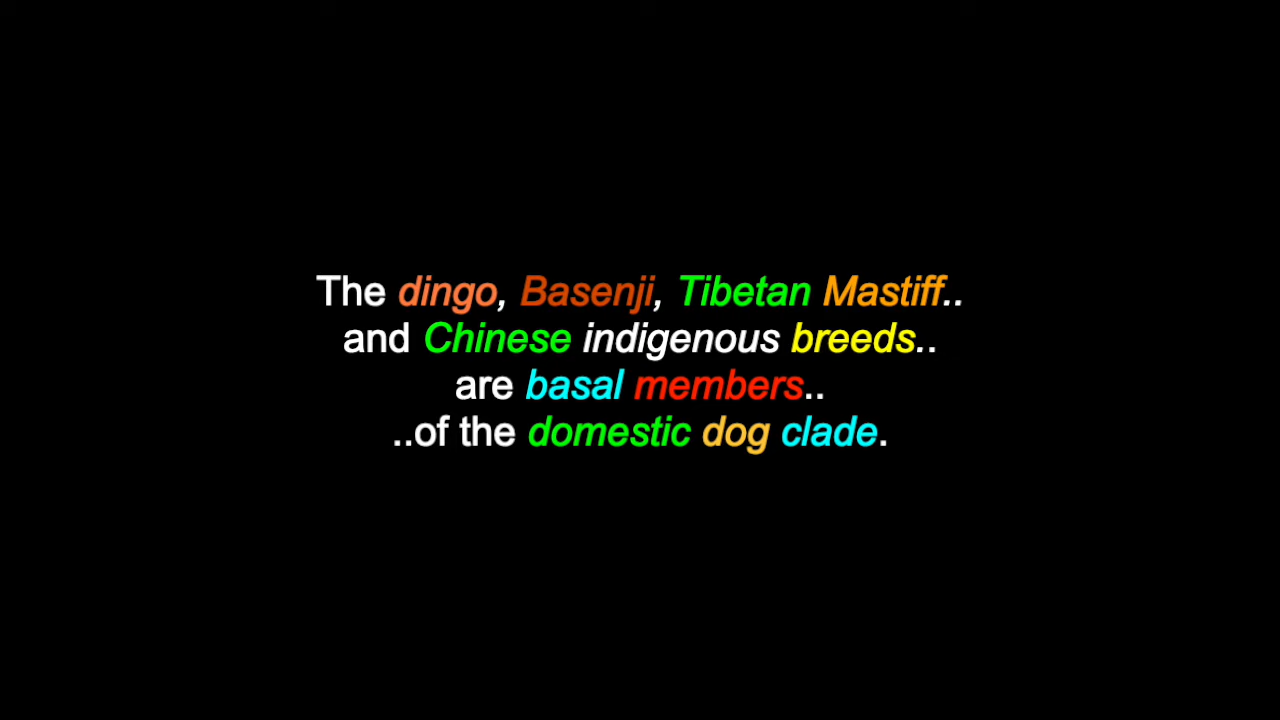 The dingo, Basenji, Tibetan Mastiff..
and Chinese indigenous breeds..
are basal members..
..of the domestic dog clade.